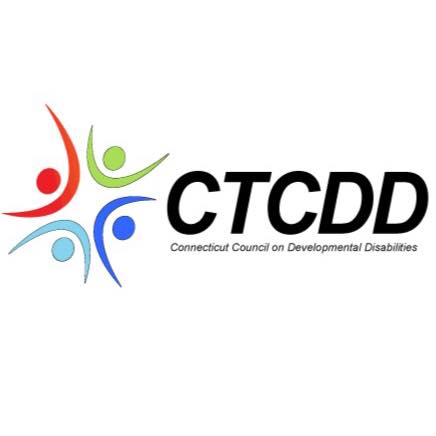 CTCDD
Connecticut Council on Developmental Disabilities